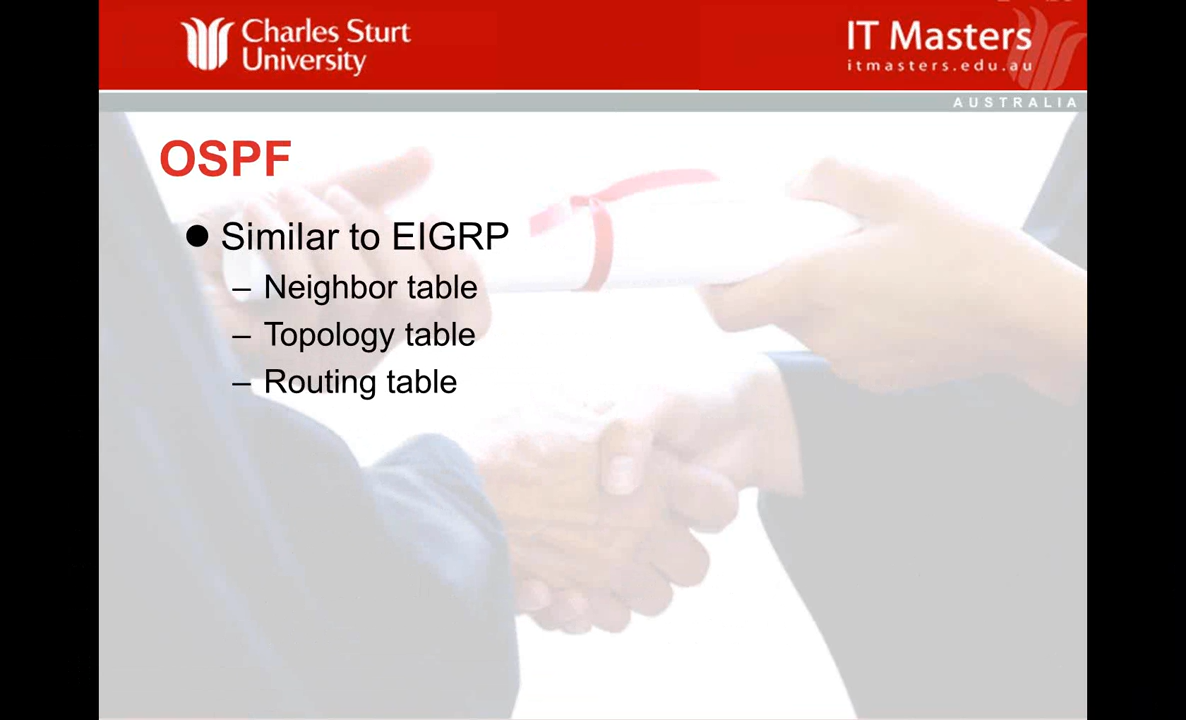 Charles Sturt
University
IT Masters
itmasters.edu.au
AUSTRALIA
OSPF
● Similar to EIGRP
– Neighbor table
– Topology table
– Routing table